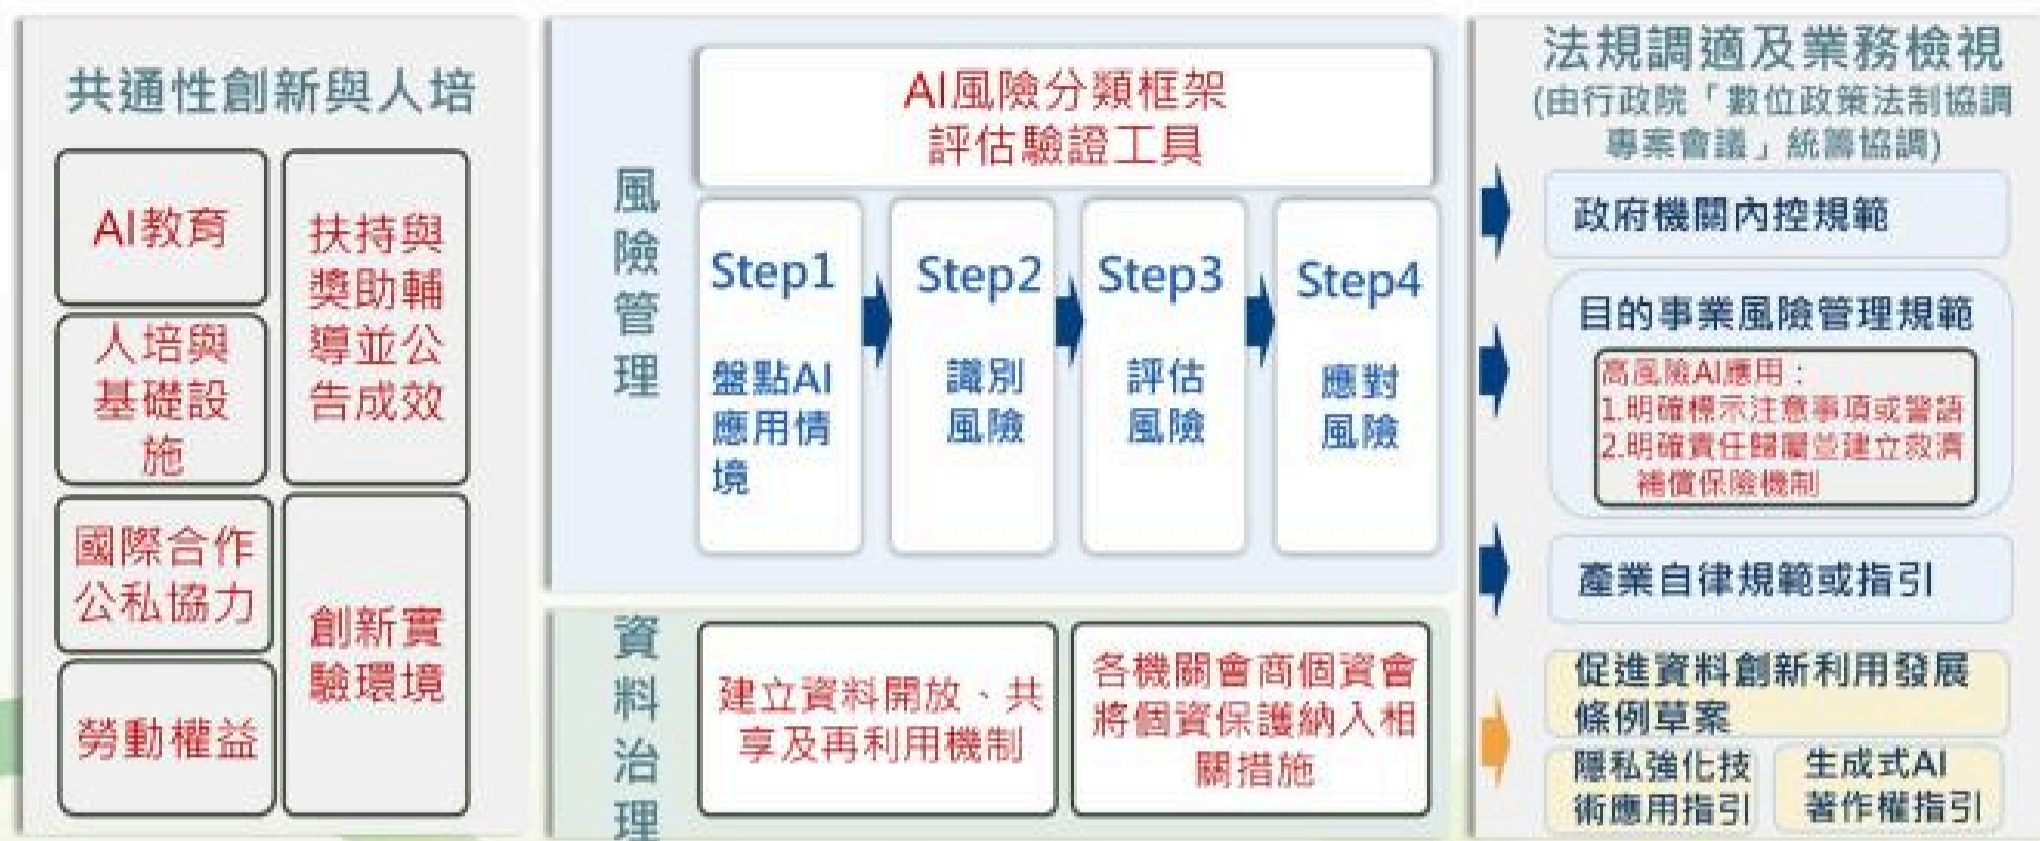 共通性創新與人培
AI教育
人培與
基礎設
施
國際合作
公私協力
勞動權益
扶持與
獎助輔
導並公
告成效
創新實
驗環境
風險管理
AI風險分類框架
評估驗證工具
Step1
盤點AI
應用情
境
Step2
識別
風險
Step3
評估
風險
Step4
應對
風險
資料治理
建立資料開放、共
享及再利用機制
各機關會商個資會
將個資保護納入相
關措施
法規調適及業務檢視
(由行政院「數位政策法制協調
專案會議」統籌協調)
政府機關內控規範
目的事業風險管理規範
高風險AI應用：
1.明確標示注意事項或警語
2.明確責任歸屬並建立救濟
補償保險機制
產業自律規範或指引
促進資料創新利用發展
條例草案
隱私強化技
術應用指引
生成式AI
著作權指引